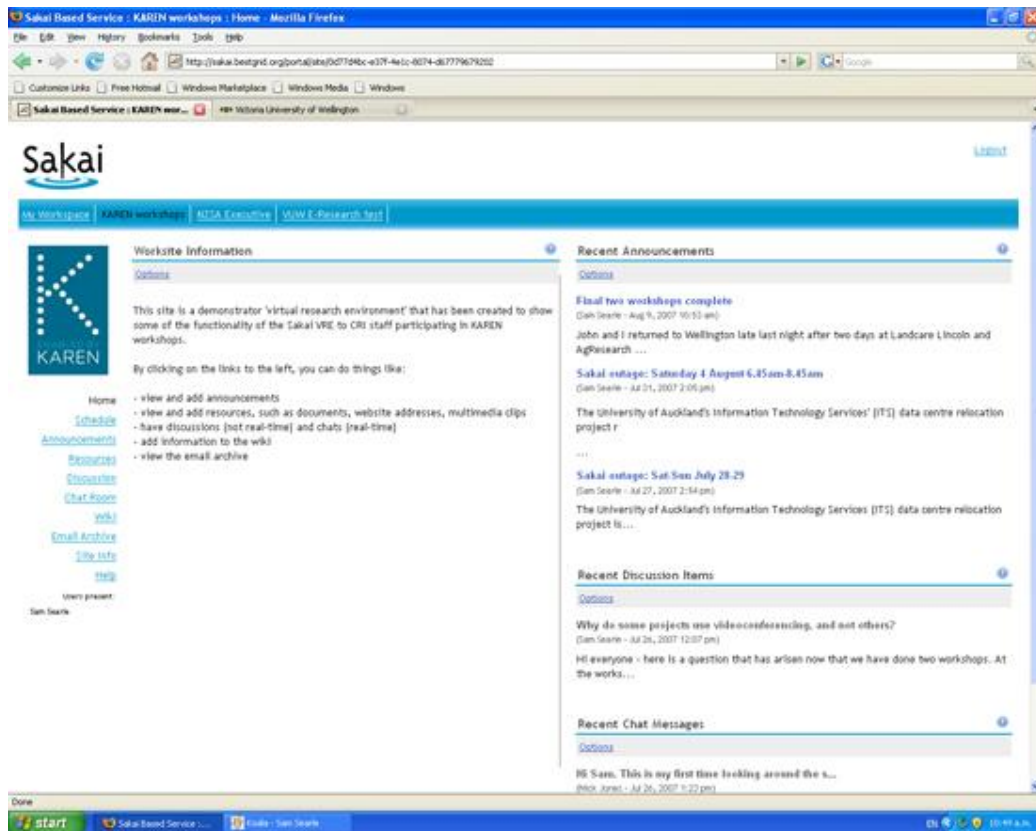 Sakai Based Service : KAREN workshops : Home - Mozilla Firefox
File Edit View History Bookmarks Tools Help
Google
Customize Links Free Hotmail Windows Marketplace Windows Media Windows
Sakai Based Service : KAREN wor... Victoria University of Wellington
Sakai
Logout
My Workspace KAREN workshops NZSA Executive VUW E-Research test
KAREN
Home
Schedule
Announcements
Resources
Discussion
Chat Room
Wiki
Email Archive
Site Info
Help
Users present:
Sam Searle
Worksite Information
Options
This site is a demonstrator 'virtual research environment' that has been created to show
some of the functionality of the Sakai VRE to CRI staff participating in KAREN
workshops.
By clicking on the links to the left, you can do things like:
- view and add announcements
- view and add resources, such as documents, website addresses, multimedia clips
- have discussions (not real-time) and chats (real-time)
- add information to the wiki
- view the email archive
Recent Announcements
Options
Final two workshops complete
(Sam Searle - Aug 9, 2007 10:53 am)
John and I returned to Wellington late last night after two days at Landcare Lincoln and
AgResearch ...
Sakai outage: Saturday 4 August 6.45am-8.45am
(Sam Searle - Jul 31, 2007 2:05 pm)
The University of Auckland's Information Technology Services' (ITS) data centre relocation
project r
...
Sakai outage: Sat-Sun July 28-29
(Sam Searle - Jul 27, 2007 2:54 pm)
The University of Auckland's Information Technology Services (ITS) data centre relocation
project is...
Recent Discussion Items
Options
Why do some projects use videoconferencing, and not others?
(Sam Searle - Jul 26, 2007 12:07 pm)
Hi everyone - here is a question that has arisen now that we have done two workshops. At
the works...
Recent Chat Messages
Options
Hi Sam. This is my first time looking around the s...
(Nick Jones - Jul 26, 2007 1:22 pm)
Done
start Sakai Based Service :... Sam Searle EN